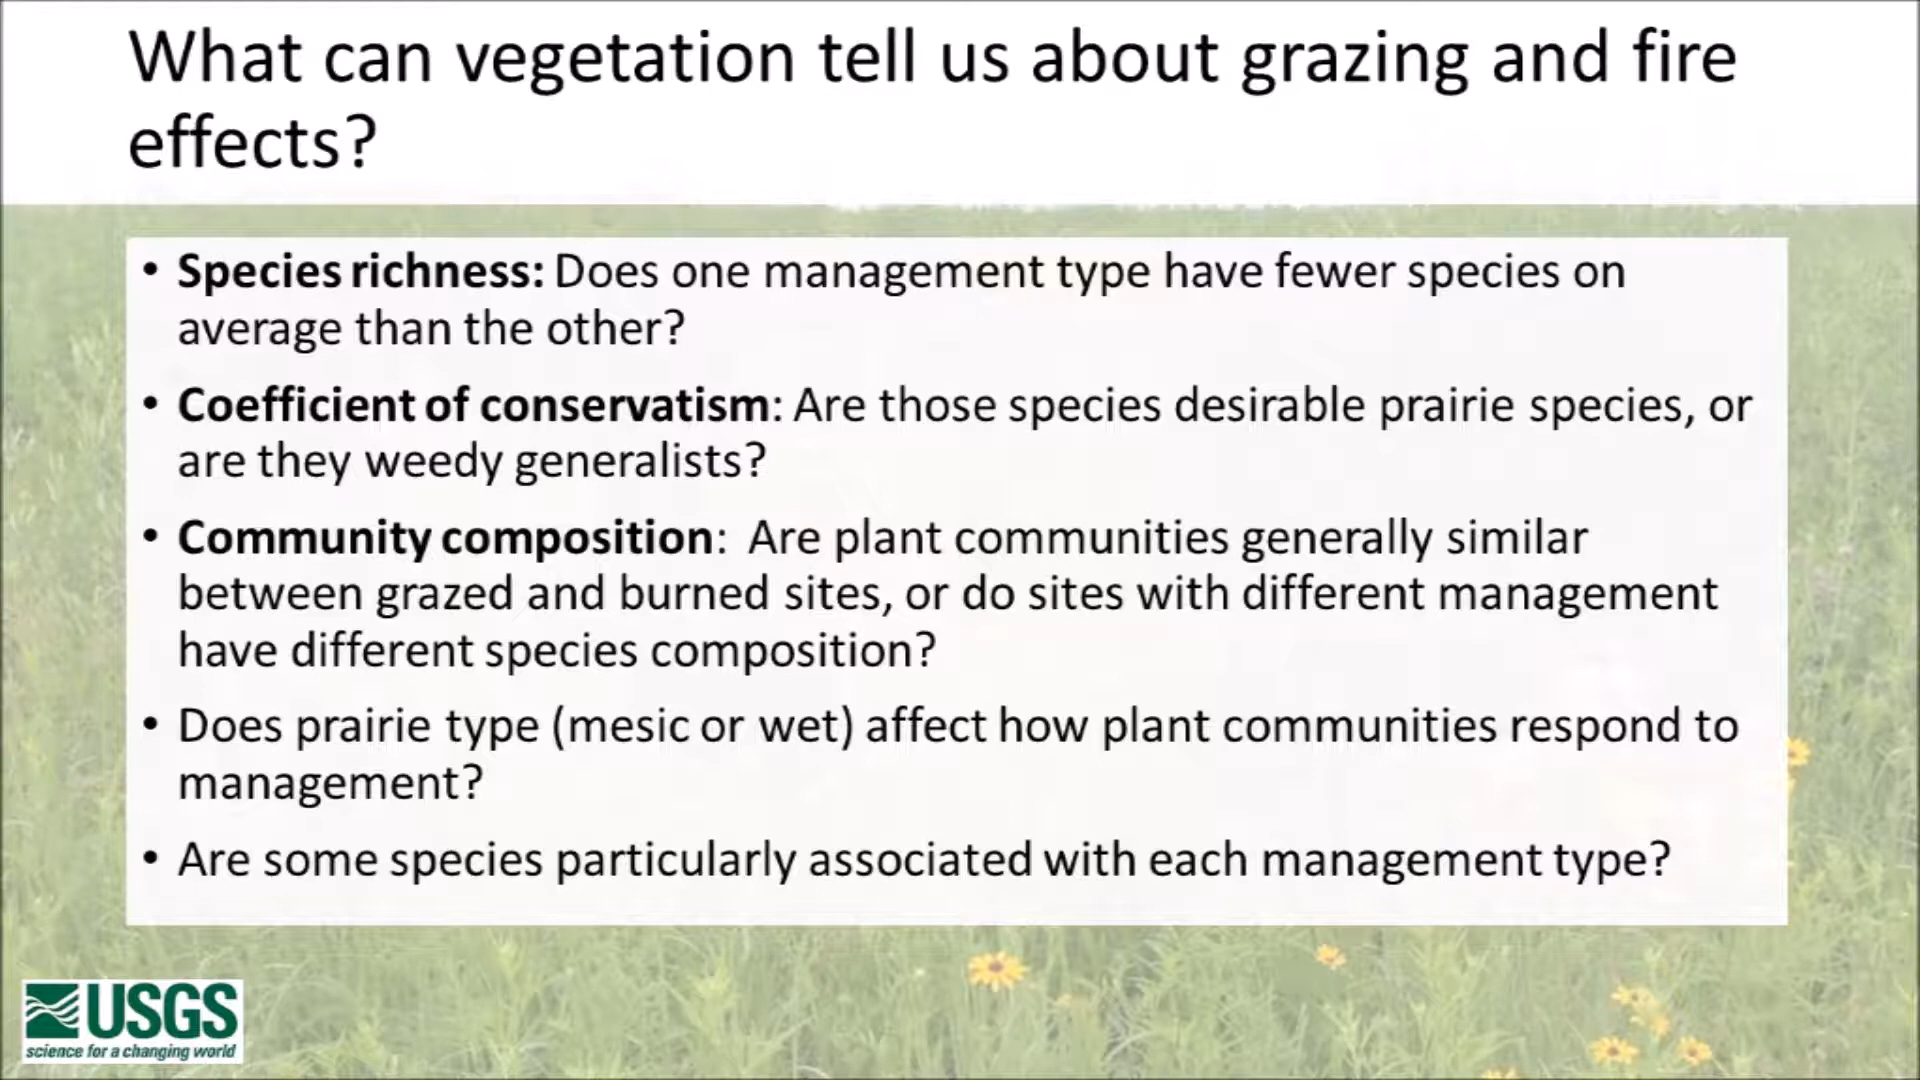 What can vegetation tell us about grazing and fire
effects?
• Species richness: Does one management type have fewer species on
average than the other?
• Coefficient of conservatism: Are those species desirable prairie species, or
are they weedy generalists?
• Community composition:  Are plant communities generally similar
between grazed and burned sites, or do sites with different management
have different species composition?
• Does prairie type (mesic or wet) affect how plant communities respond to
management?
• Are some species particularly associated with each management type?
USGS
science for a changing world